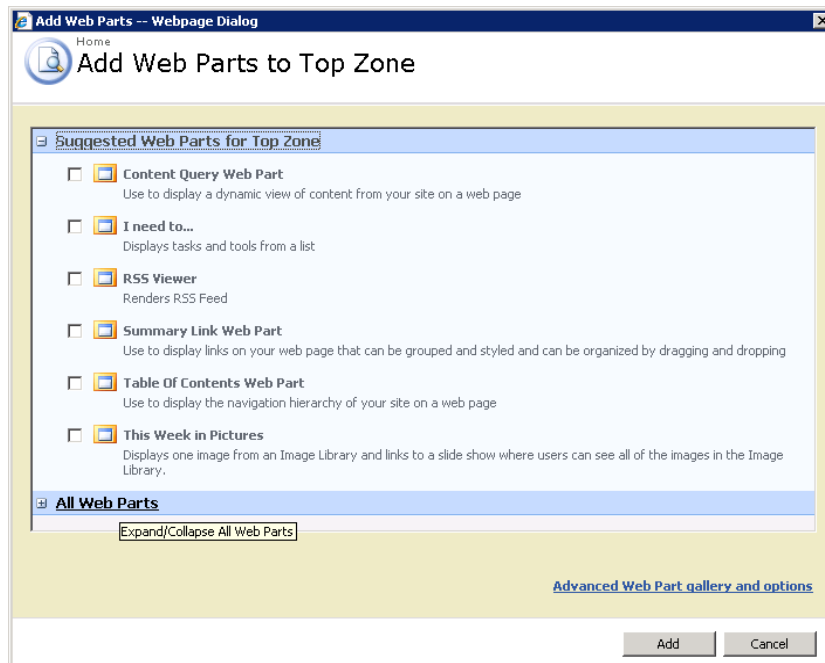 Add Web Parts -- Webpage Dialog
Home
Add Web Parts to Top Zone
Suggested Web Parts for Top Zone
Content Query Web Part
Use to display a dynamic view of content from your site on a web page
I need to...
Displays tasks and tools from a list
RSS Viewer
Renders RSS Feed
Summary Link Web Part
Use to display links on your web page that can be grouped and styled and can be organized by dragging and dropping
Table Of Contents Web Part
Use to display the navigation hierarchy of your site on a web page
This Week in Pictures
Displays one image from an Image Library and links to a slide show where users can see all of the images in the Image
Library.
All Web Parts
Expand/Collapse All Web Parts
Advanced Web Part gallery and options
Add Cancel